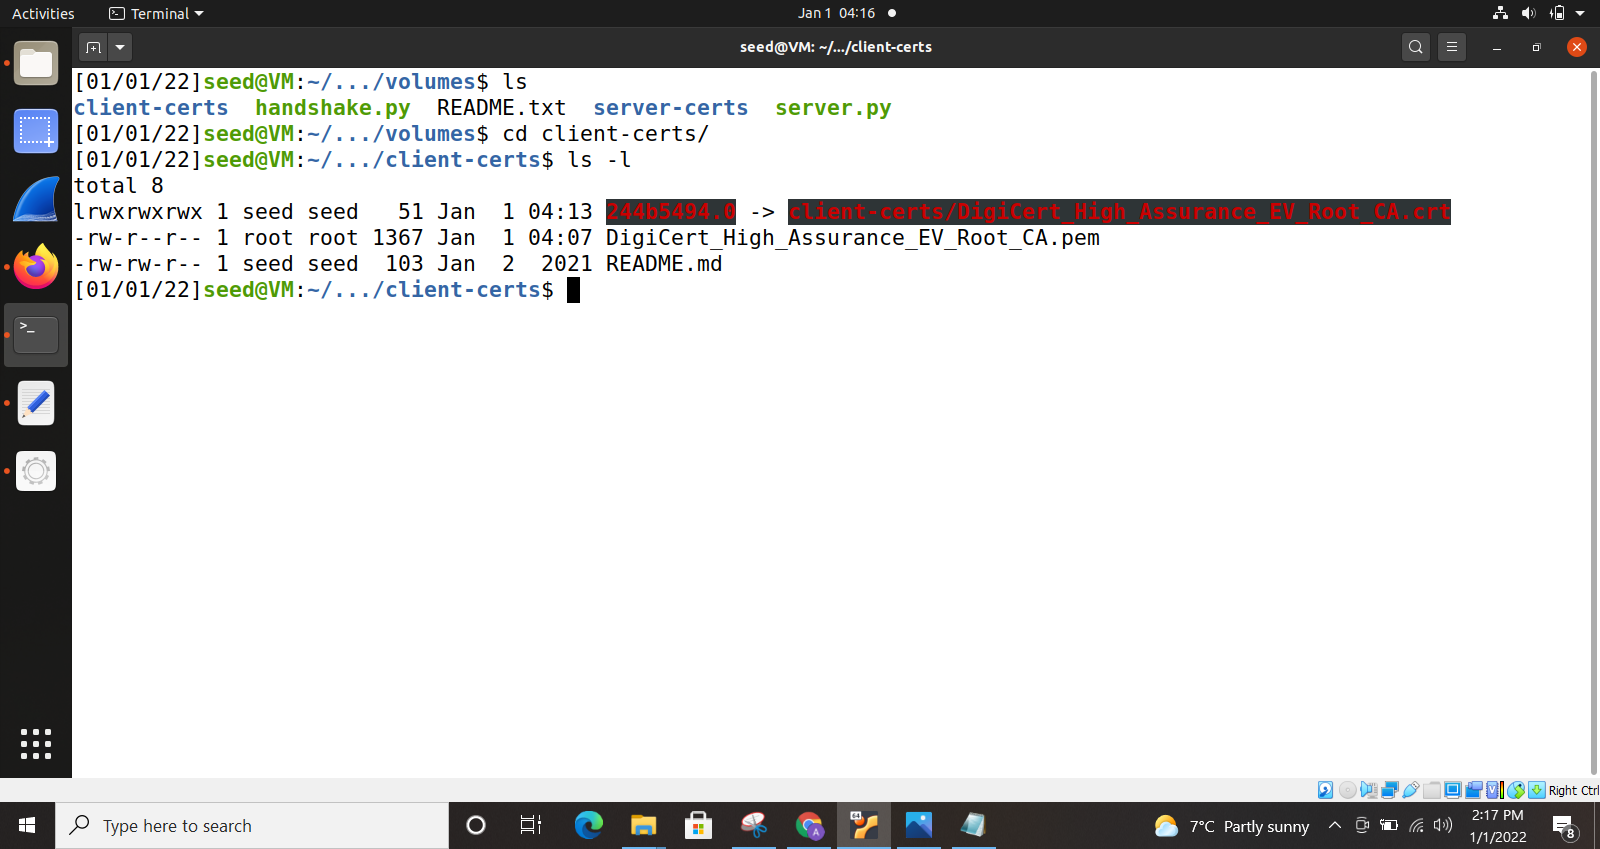 Activities Terminal Jan 1 04:16
seed@VM: ~/.../client-certs
[01/01/22]seed@VM:~/.../volumes$ ls
client-certs handshake.py README.txt server-certs server.py
[01/01/22]seed@VM:~/.../volumes$ cd client-certs/
[01/01/22]seed@VM:~/.../client-certs$ ls -l
total 8
lrwxrwxrwx 1 seed seed 51 Jan 1 04:13 244b5494.0 -> client-certs/DigiCert_High_Assurance_EV_Root_CA.crt
-rw-r--r-- 1 root root 1367 Jan 1 04:07 DigiCert_High_Assurance_EV_Root_CA.pem
-rw-rw-r-- 1 seed seed 103 Jan 2 2021 README.md
[01/01/22]seed@VM:~/.../client-certs$
Right Ctrl
Type here to search
64
A
7°C Partly sunny
2:17 PM
1/1/2022
8